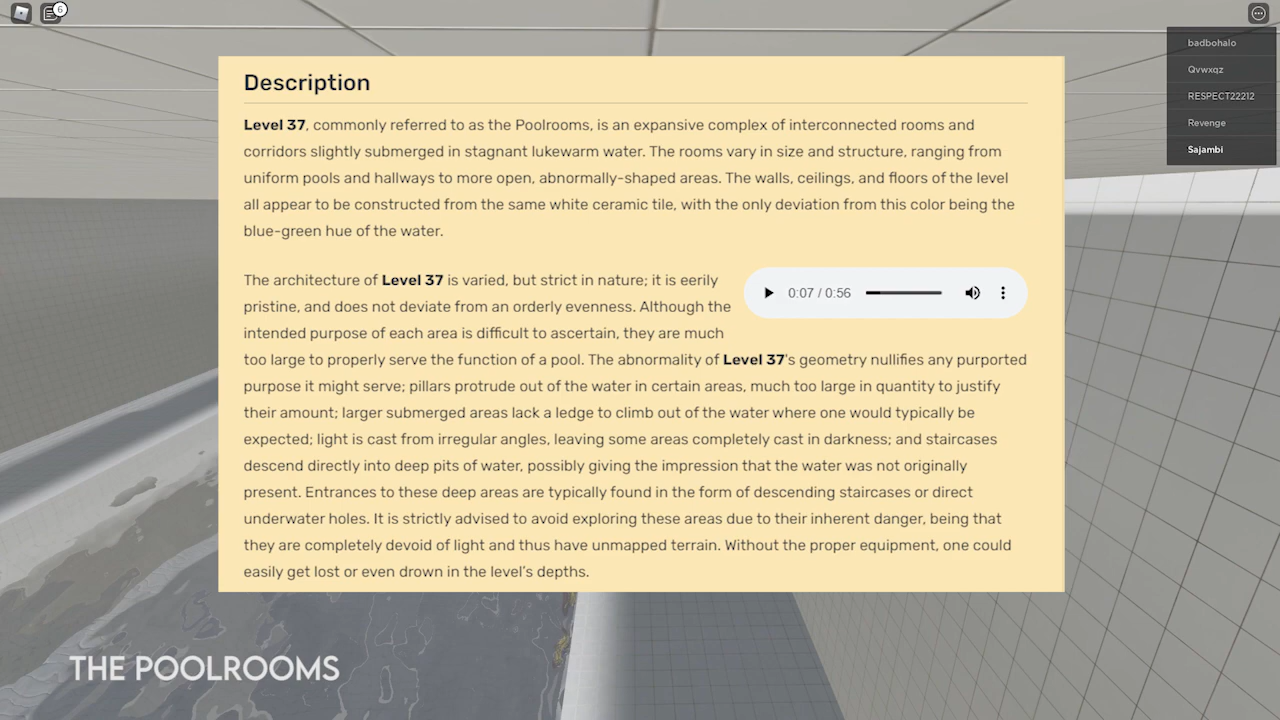 6
badbohalo
Qvwxqz
RESPECT22212
Revenge
Sajambi
Description
Level 37, commonly referred to as the Poolrooms, is an expansive complex of interconnected rooms and
corridors slightly submerged in stagnant lukewarm water. The rooms vary in size and structure, ranging from
uniform pools and hallways to more open, abnormally-shaped areas. The walls, ceilings, and floors of the level
all appear to be constructed from the same white ceramic tile, with the only deviation from this color being the
blue-green hue of the water.
The architecture of Level 37 is varied, but strict in nature; it is eerily
pristine, and does not deviate from an orderly evenness. Although the
intended purpose of each area is difficult to ascertain, they are much
0:07 / 0:56
too large to properly serve the function of a pool. The abnormality of Level 37's geometry nullifies any purported
purpose it might serve; pillars protrude out of the water in certain areas, much too large in quantity to justify
their amount; larger submerged areas lack a ledge to climb out of the water where one would typically be
expected; light is cast from irregular angles, leaving some areas completely cast in darkness; and staircases
descend directly into deep pits of water, possibly giving the impression that the water was not originally
present. Entrances to these deep areas are typically found in the form of descending staircases or direct
underwater holes. It is strictly advised to avoid exploring these areas due to their inherent danger, being that
they are completely devoid of light and thus have unmapped terrain. Without the proper equipment, one could
easily get lost or even drown in the level's depths.
THE POOLROOMS